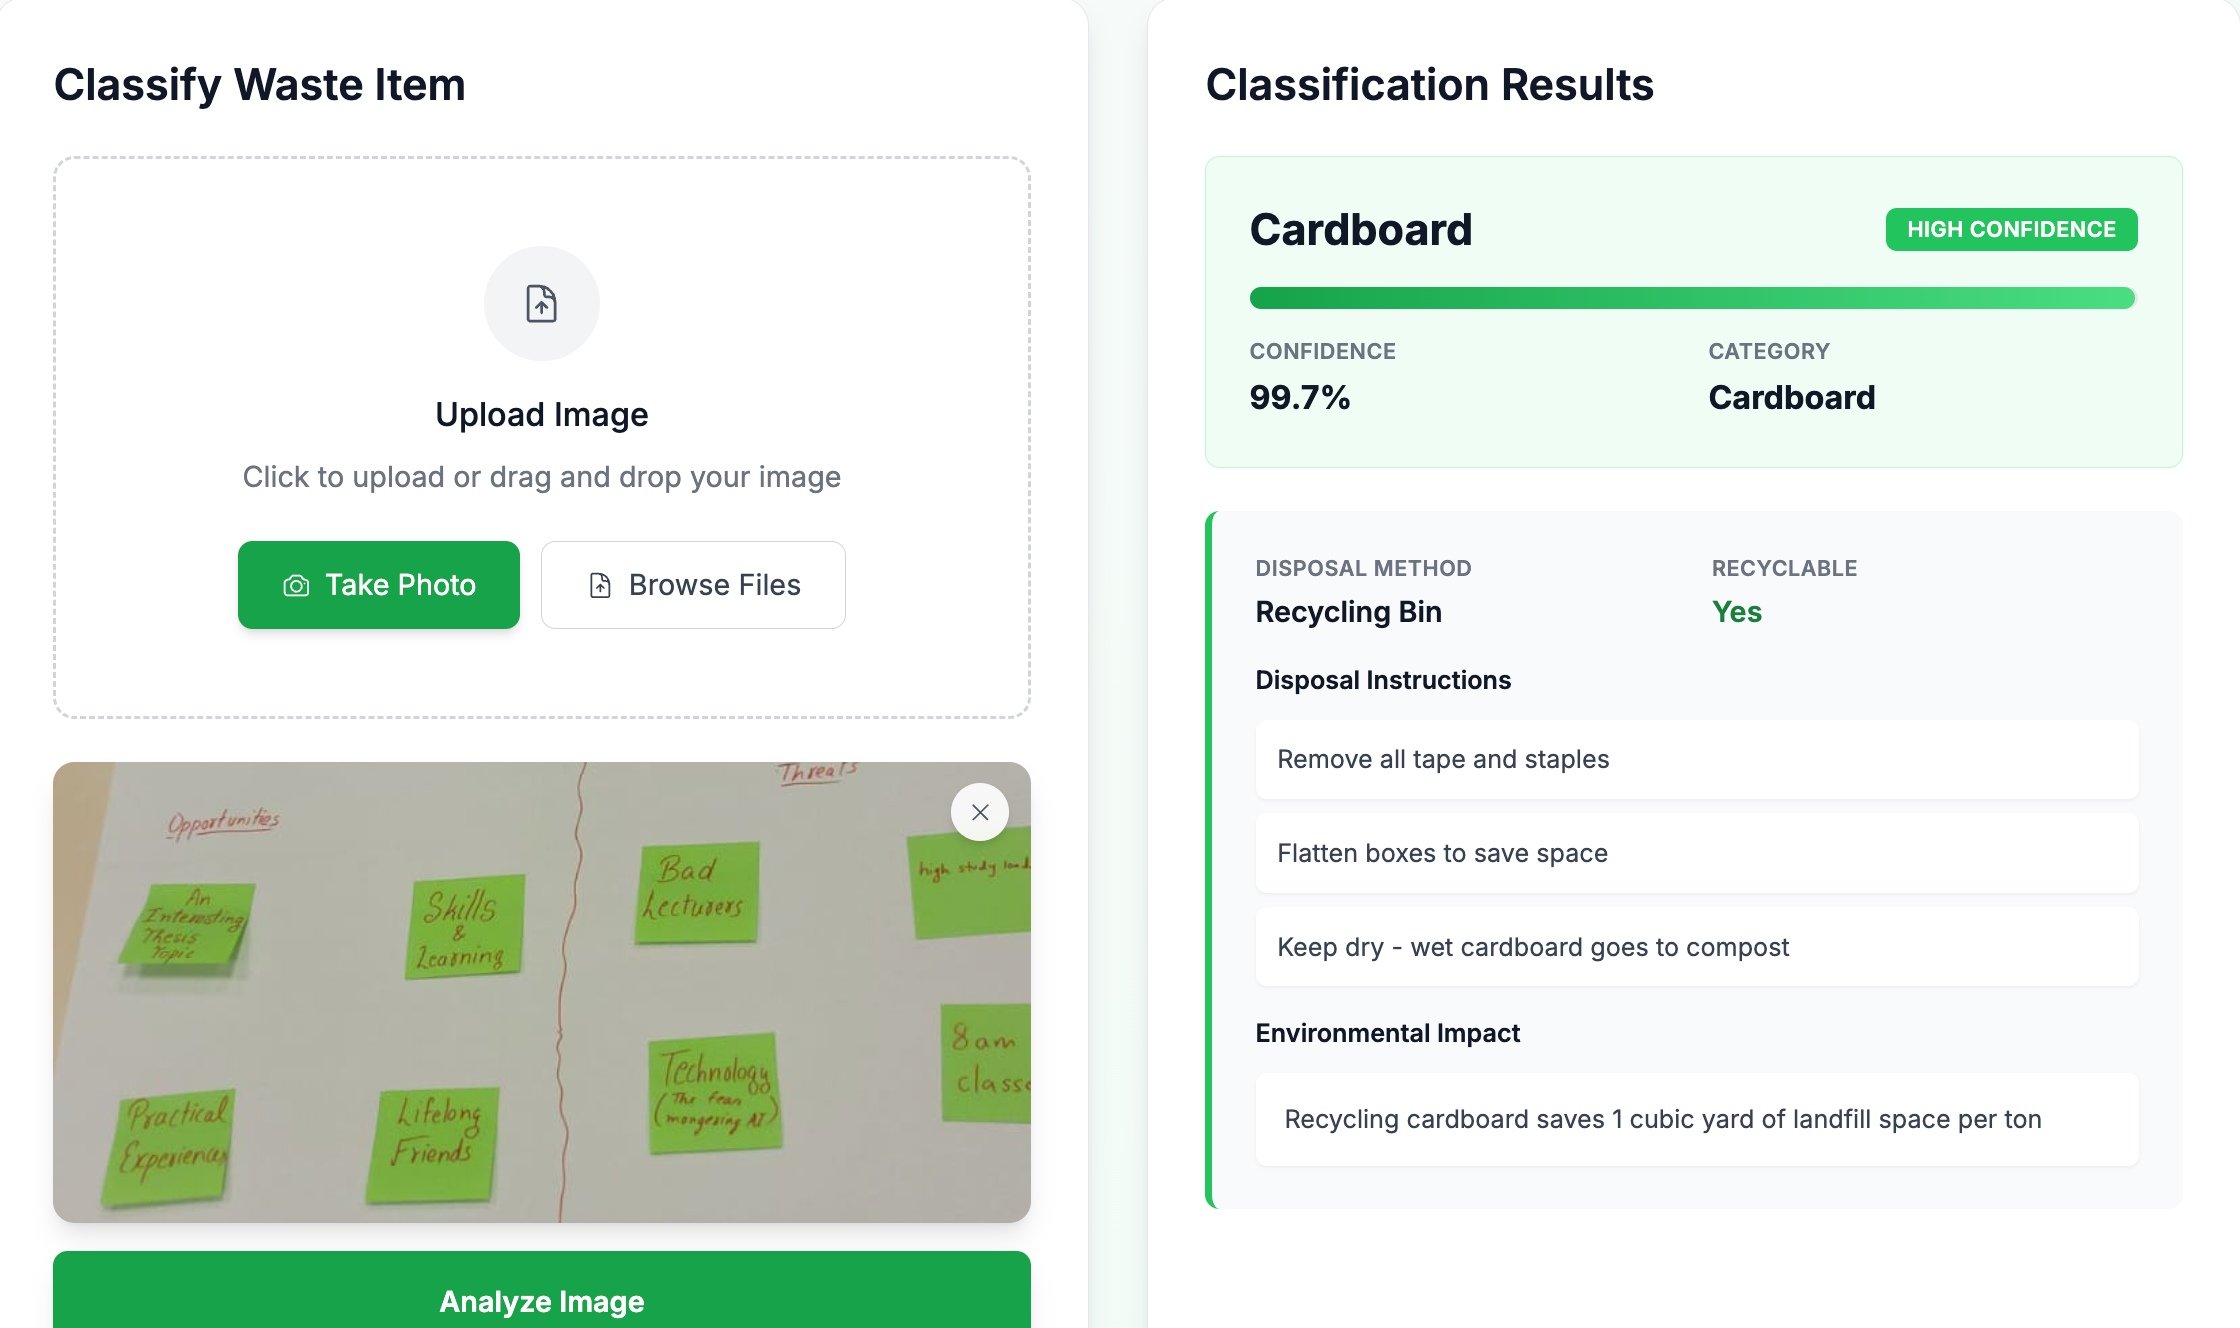 Classify Waste Item
Upload Image
Click to upload or drag and drop your image
Take Photo
Browse Files
Opportunities
An
Interesting
Thesis
Topic
Skills
&
Learning
Practical
Experiences
Lifelong
Friends
Threats
Bad
Lecturers
high study
Technology
(The fear
mongering AI)
8am
Analyze Image
Classification Results
Cardboard
HIGH CONFIDENCE
CONFIDENCE
99.7%
CATEGORY
Cardboard
DISPOSAL METHOD
Recycling Bin
RECYCLABLE
Yes
Disposal Instructions
Remove all tape and staples
Flatten boxes to save space
Keep dry - wet cardboard goes to compost
Environmental Impact
Recycling cardboard saves 1 cubic yard of landfill space per ton